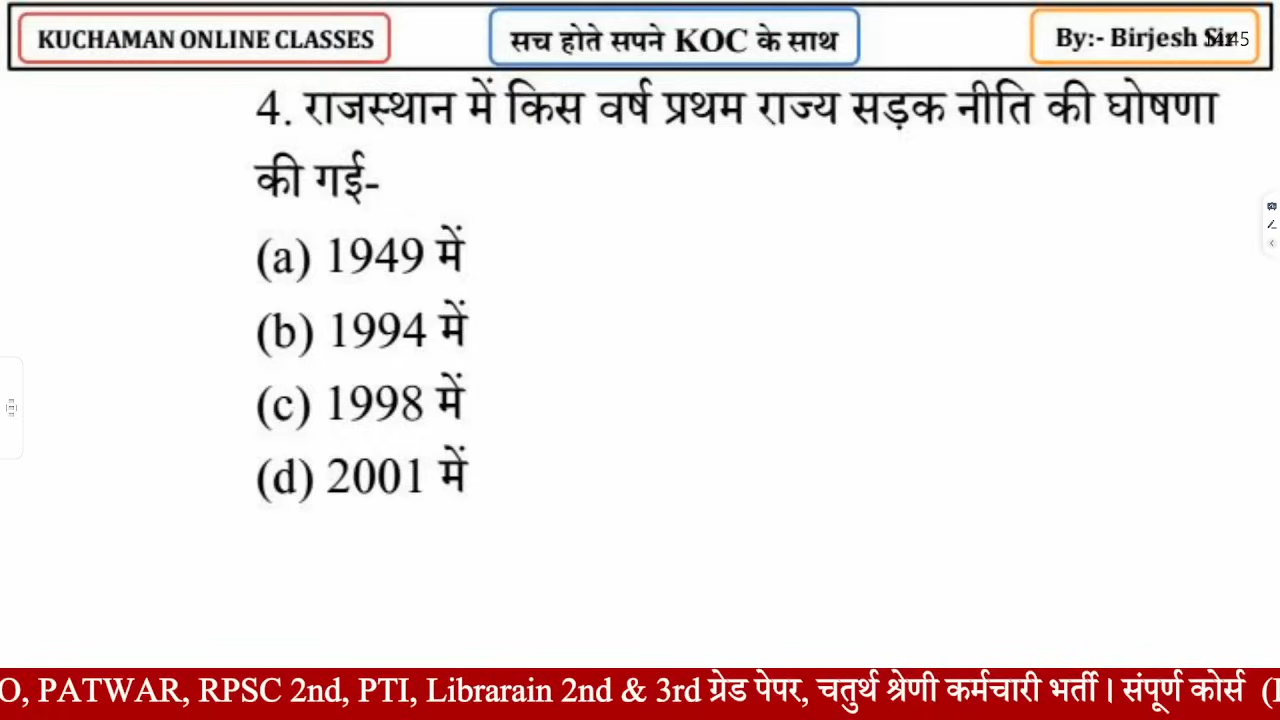 KUCHAMAN ONLINE CLASSES
सच होते सपने KOC के साथ
By:- Birjesh Sir
4. राजस्थान में किस वर्ष प्रथम राज्य सड़क नीति की घोषणा
की गई-
(a) 1949 में
(b) 1994 में
(c) 1998 में
(d) 2001 में
O, PATWAR, RPSC 2nd, PTI, Librarain 2nd & 3rd ग्रेड पेपर, चतुर्थ श्रेणी कर्मचारी भर्ती । संपूर्ण कोर्स